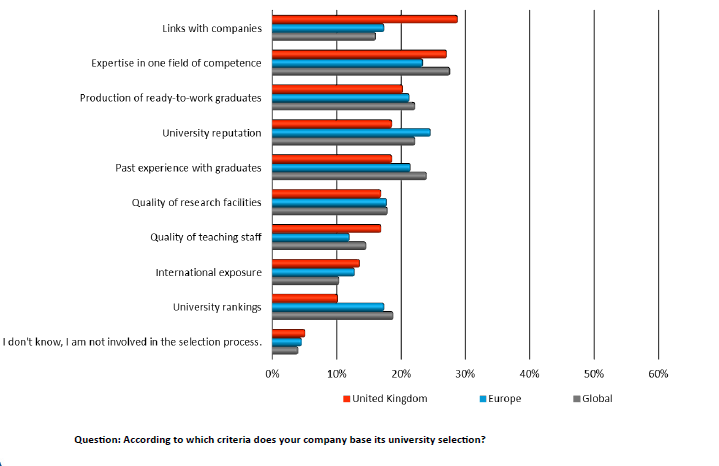 Links with companies
Expertise in one field of competence
Production of ready-to-work graduates
University reputation
Past experience with graduates
Quality of research facilities
Quality of teaching staff
International exposure
University rankings
I don't know, I am not involved in the selection process.
0% 10% 20% 30% 40% 50% 60%
United Kingdom Europe Global
Question: According to which criteria does your company base its university selection?